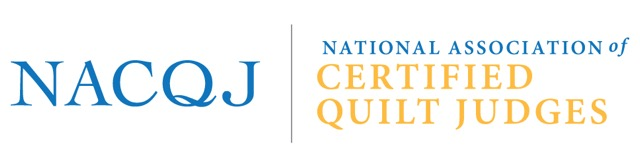 NACQJ
NATIONAL ASSOCIATION of
CERTIFIED
QUILT JUDGES